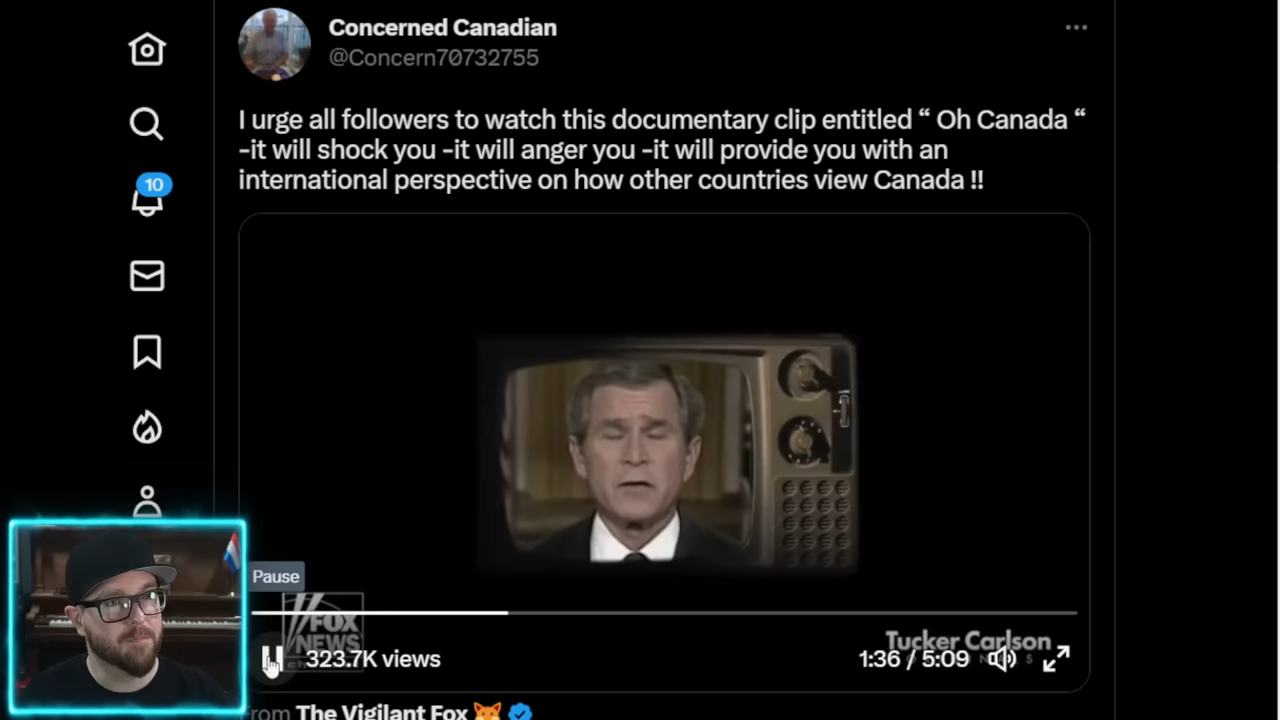 Concerned Canadian
@Concern70732755
10
I urge all followers to watch this documentary clip entitled “ Oh Canada “
-it will shock you -it will anger you -it will provide you with an
international perspective on how other countries view Canada !!
Pause
FOX
NEWS
channel
Tucker Carlson
323.7K views
1:36 / 5:09
From The Vigilant Fox 🦊